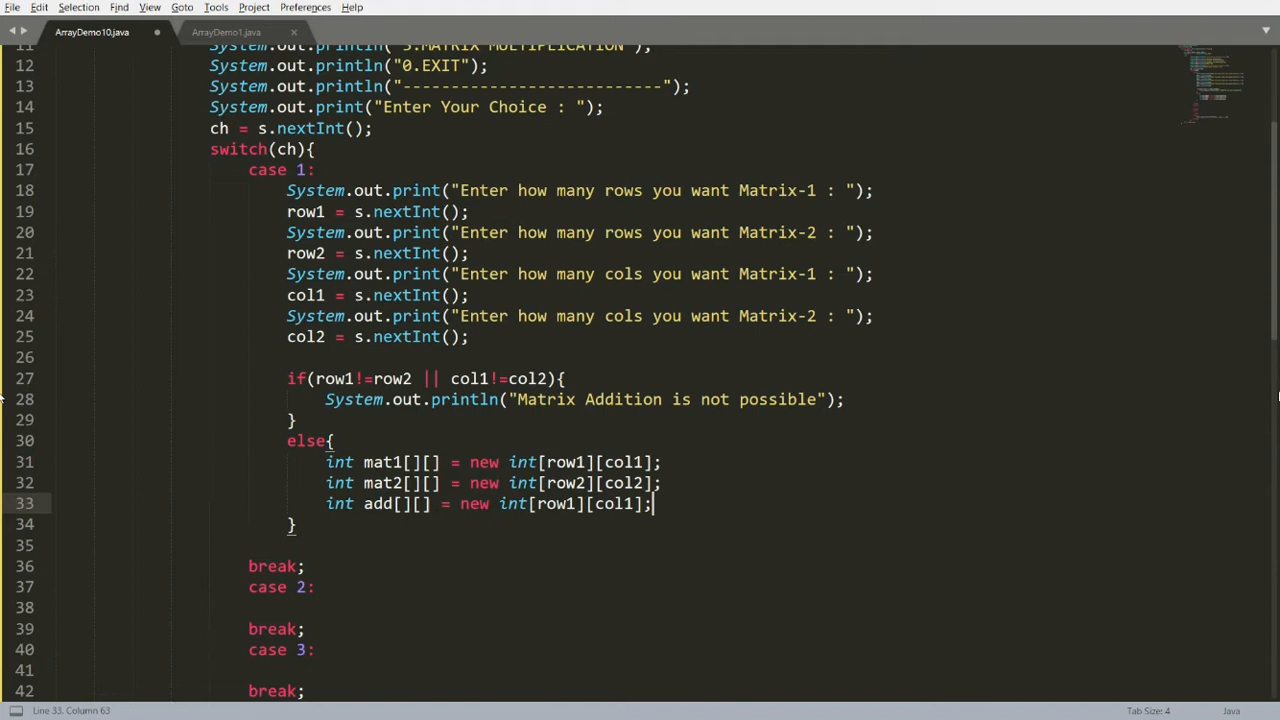 File Edit Selection Find View Goto Tools Project Preferences Help
ArrayDemo10.java ArrayDemo1.java
11 System.out.println("3.MATRIX MULTIPLICATION");
12 System.out.println("0.EXIT");
13 System.out.println("---------------------------");
14 System.out.print("Enter Your Choice : ");
15 ch = s.nextInt();
16 switch(ch){
17 case 1:
18 System.out.print("Enter how many rows you want Matrix-1 : ");
19 row1 = s.nextInt();
20 System.out.print("Enter how many rows you want Matrix-2 : ");
21 row2 = s.nextInt();
22 System.out.print("Enter how many cols you want Matrix-1 : ");
23 col1 = s.nextInt();
24 System.out.print("Enter how many cols you want Matrix-2 : ");
25 col2 = s.nextInt();
26
27 if(row1!=row2 || col1!=col2){
28 System.out.println("Matrix Addition is not possible");
29 }
30 else{
31 int mat1[][] = new int[row1][col1];
32 int mat2[][] = new int[row2][col2];
33 int add[][] = new int[row1][col1];
34 }
35
36 break;
37 case 2:
38
39 break;
40 case 3:
41
42 break;
Line 33, Column 63 Tab Size: 4 Java